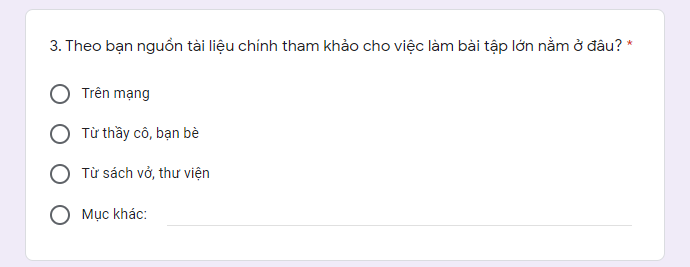 3. Theo bạn nguồn tài liệu chính tham khảo cho việc làm bài tập lớn nằm ở đâu? *
Trên mạng
Từ thầy cô, bạn bè
Từ sách vở, thư viện
Mục khác: